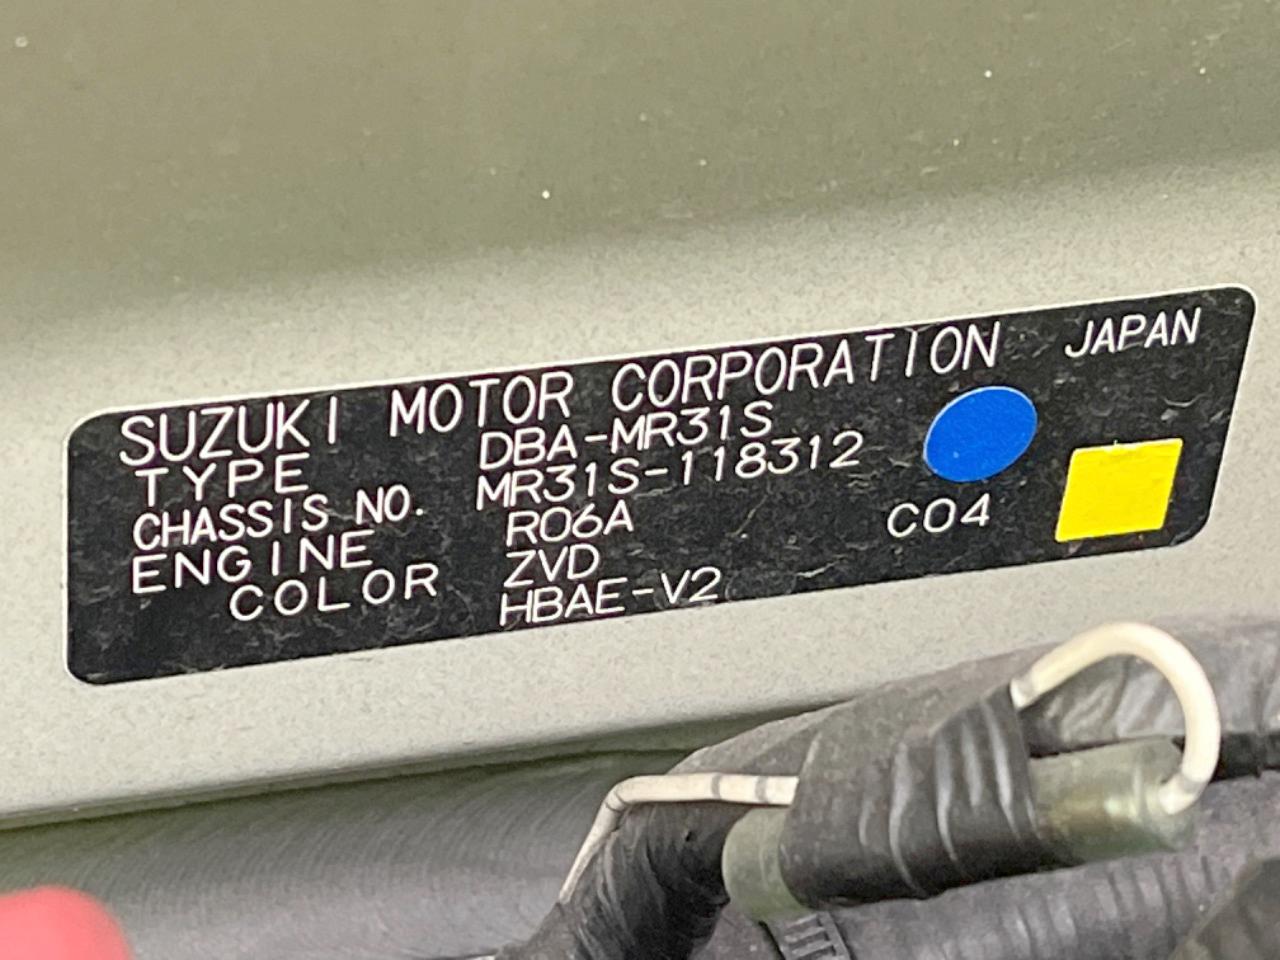 SUZUKI MOTOR CORPORATION JAPAN
TYPE DBA-MR31S
CHASSIS NO. MR31S-118312
ENGINE R06A C04
COLOR ZVD
HBAE-V2